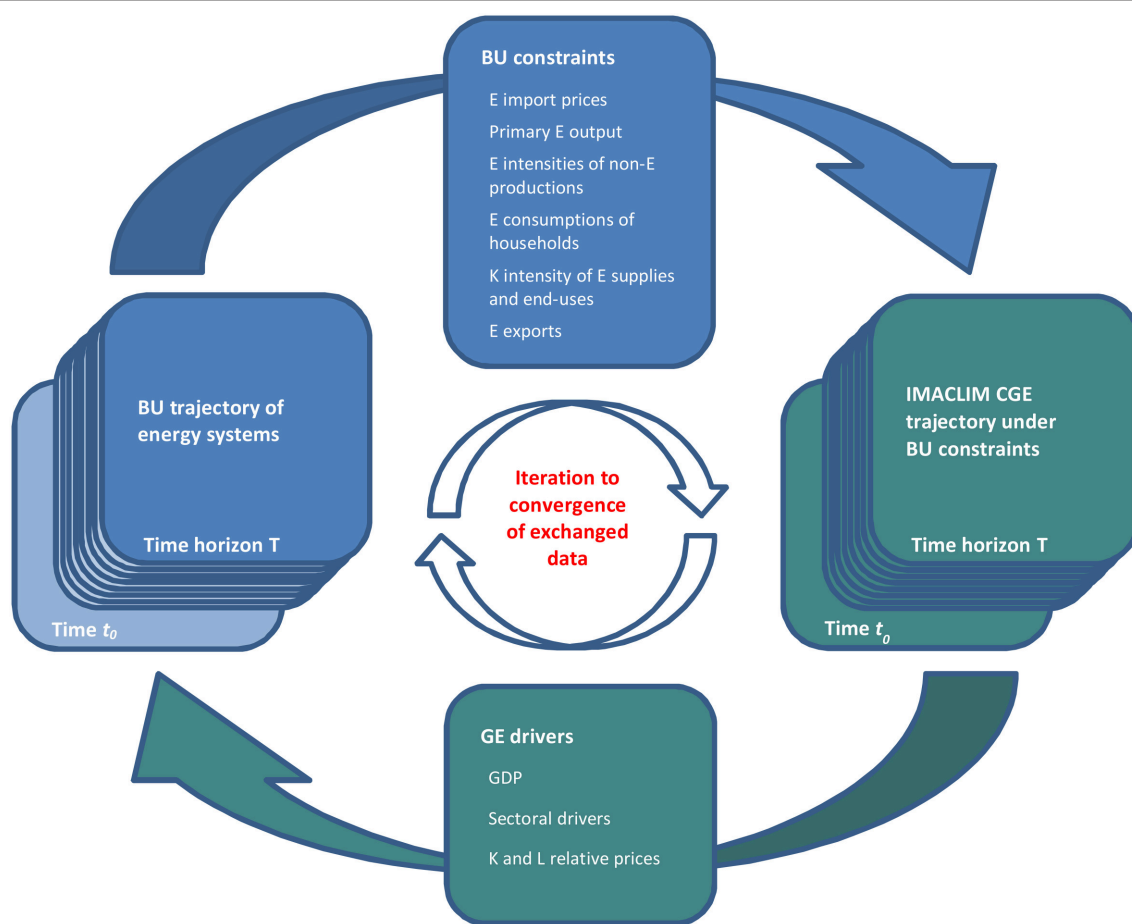 BU constraints
E import prices
Primary E output
E intensities of non-E
productions
E consumptions of
households
K intensity of E supplies
and end-uses
E exports
BU trajectory of
energy systems
Time horizon T
Time t0
Iteration to
convergence
of exchanged
data
IMACLIM CGE
trajectory under
BU constraints
Time horizon T
Time t0
GE drivers
GDP
Sectoral drivers
K and L relative prices